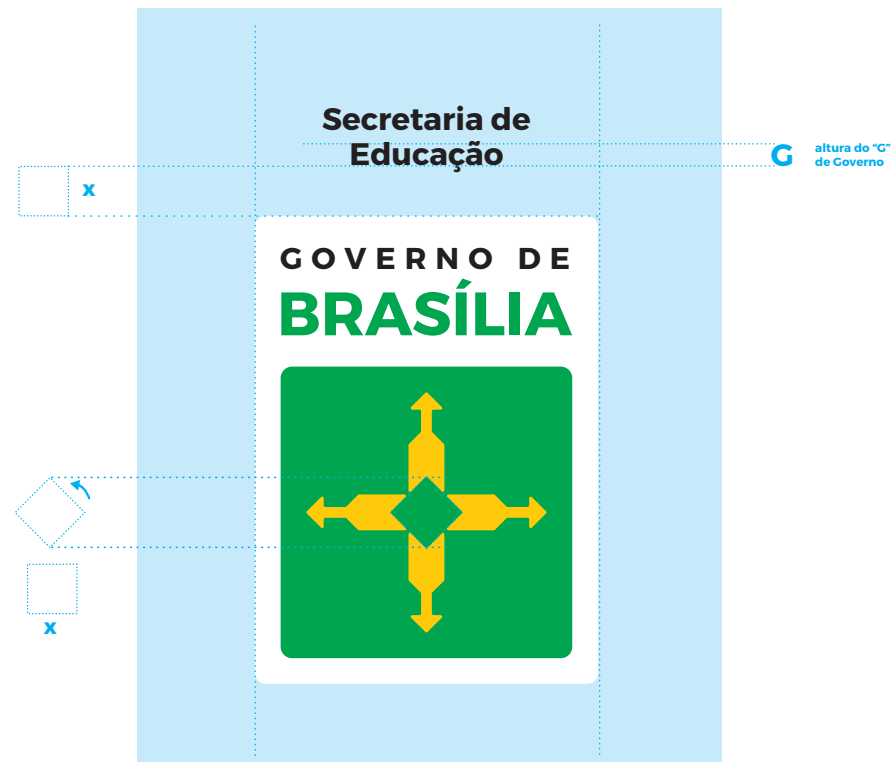 Secretaria de
Educação
G
altura do “G”
de Governo
x
GOVERNO DE
BRASÍLIA
x